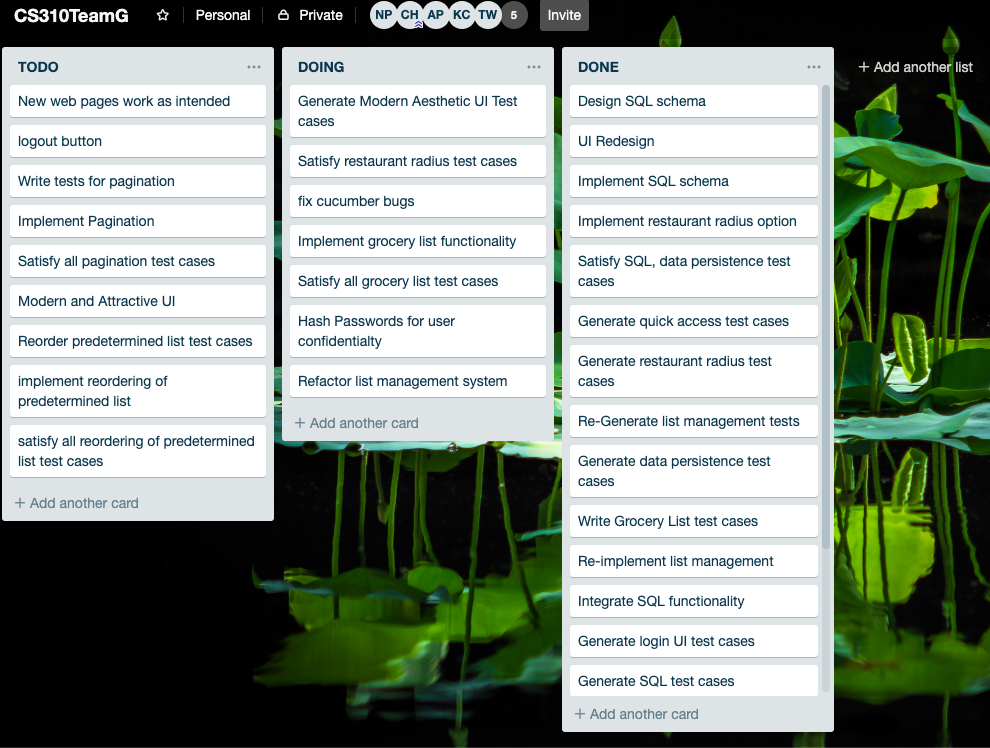 CS310TeamG
Personal
Private
NP CH AP KC TW 5
Invite
TODO
New web pages work as intended
logout button
Write tests for pagination
Implement Pagination
Satisfy all pagination test cases
Modern and Attractive UI
Reorder predetermined list test cases
implement reordering of
predetermined list
satisfy all reordering of predetermined
list test cases
+ Add another card
DOING
Generate Modern Aesthetic UI Test
cases
Satisfy restaurant radius test cases
fix cucumber bugs
Implement grocery list functionality
Satisfy all grocery list test cases
Hash Passwords for user
confidentialty
Refactor list management system
+ Add another card
DONE
Design SQL schema
UI Redesign
Implement SQL schema
Implement restaurant radius option
Satisfy SQL, data persistence test
cases
Generate quick access test cases
Generate restaurant radius test
cases
Re-Generate list management tests
Generate data persistence test
cases
Write Grocery List test cases
Re-implement list management
Integrate SQL functionality
Generate login UI test cases
Generate SQL test cases
+ Add another card
+ Add another list